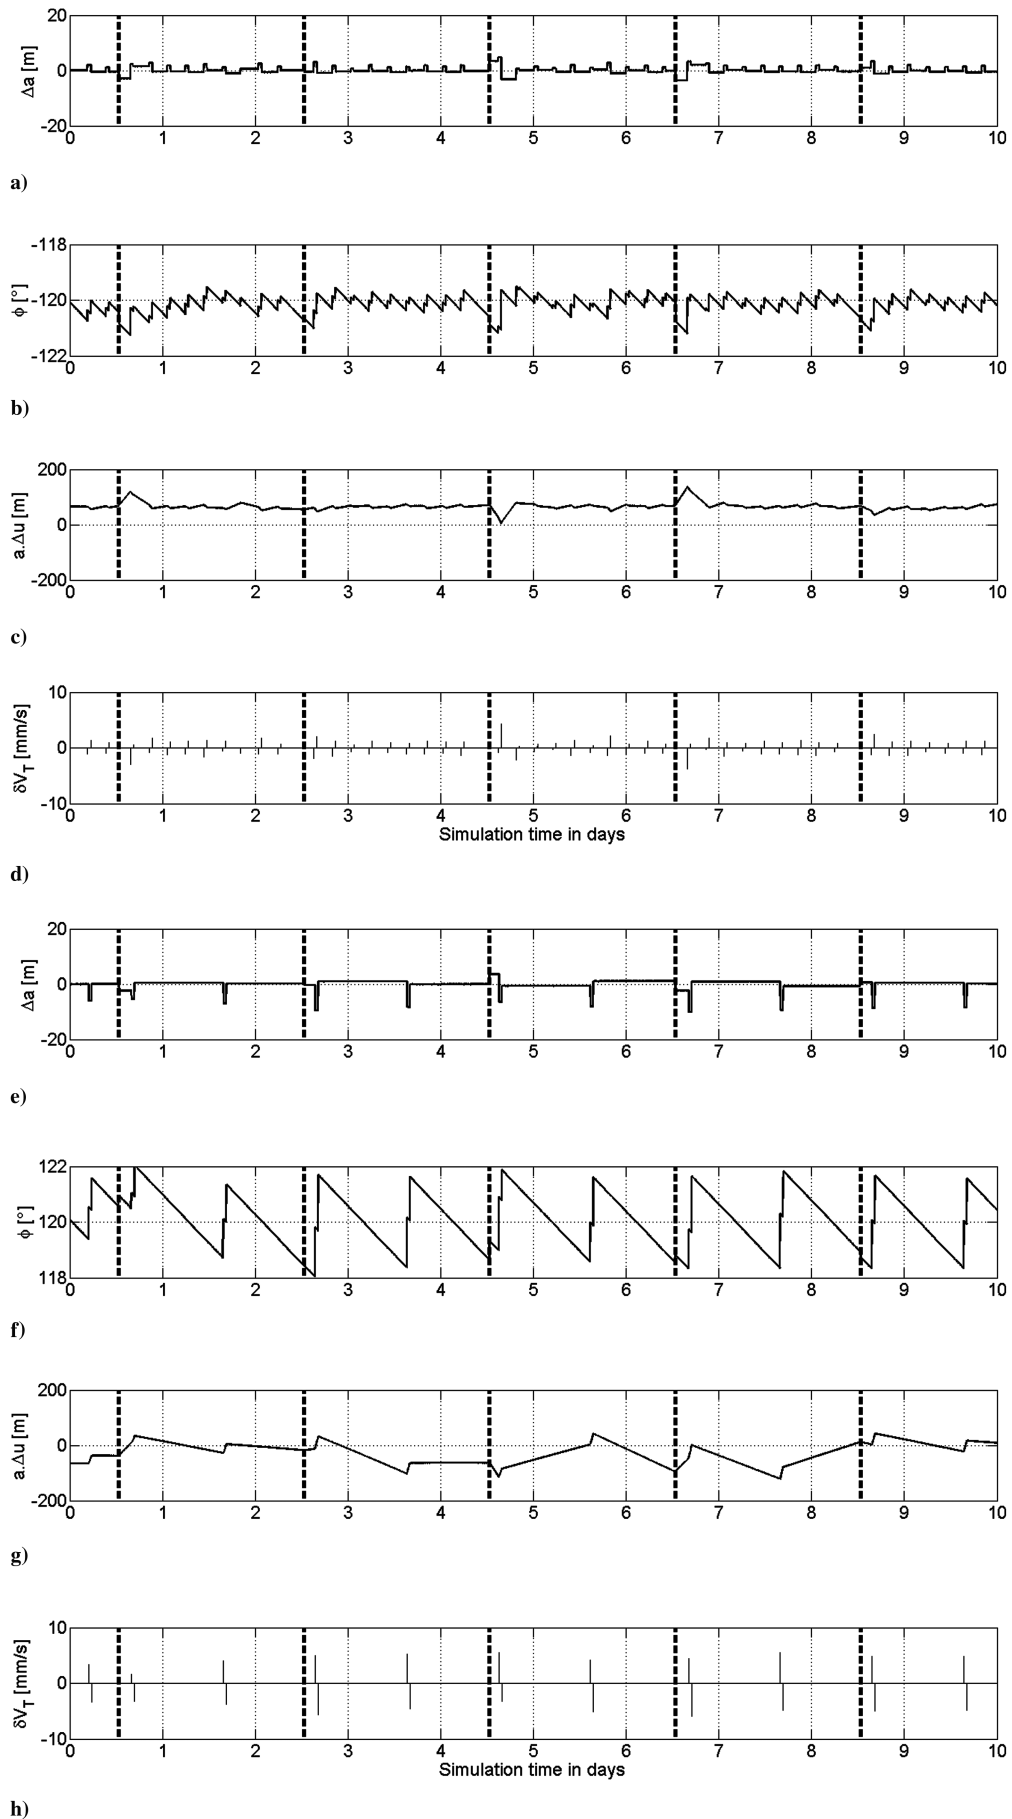 20
0
-20
Δa [m]
0 1 2 3 4 5 6 7 8 9 10
a)
-118
-120
-122
ϕ [°]
0 1 2 3 4 5 6 7 8 9 10
b)
200
0
-200
a.Δu [m]
0 1 2 3 4 5 6 7 8 9 10
c)
10
0
-10
δV_T [mm/s]
0 1 2 3 4 5 6 7 8 9 10
Simulation time in days
d)
20
0
-20
Δa [m]
0 1 2 3 4 5 6 7 8 9 10
e)
122
120
118
ϕ [°]
0 1 2 3 4 5 6 7 8 9 10
f)
200
0
-200
a.Δu [m]
0 1 2 3 4 5 6 7 8 9 10
g)
10
0
-10
δV_T [mm/s]
0 1 2 3 4 5 6 7 8 9 10
Simulation time in days
h)